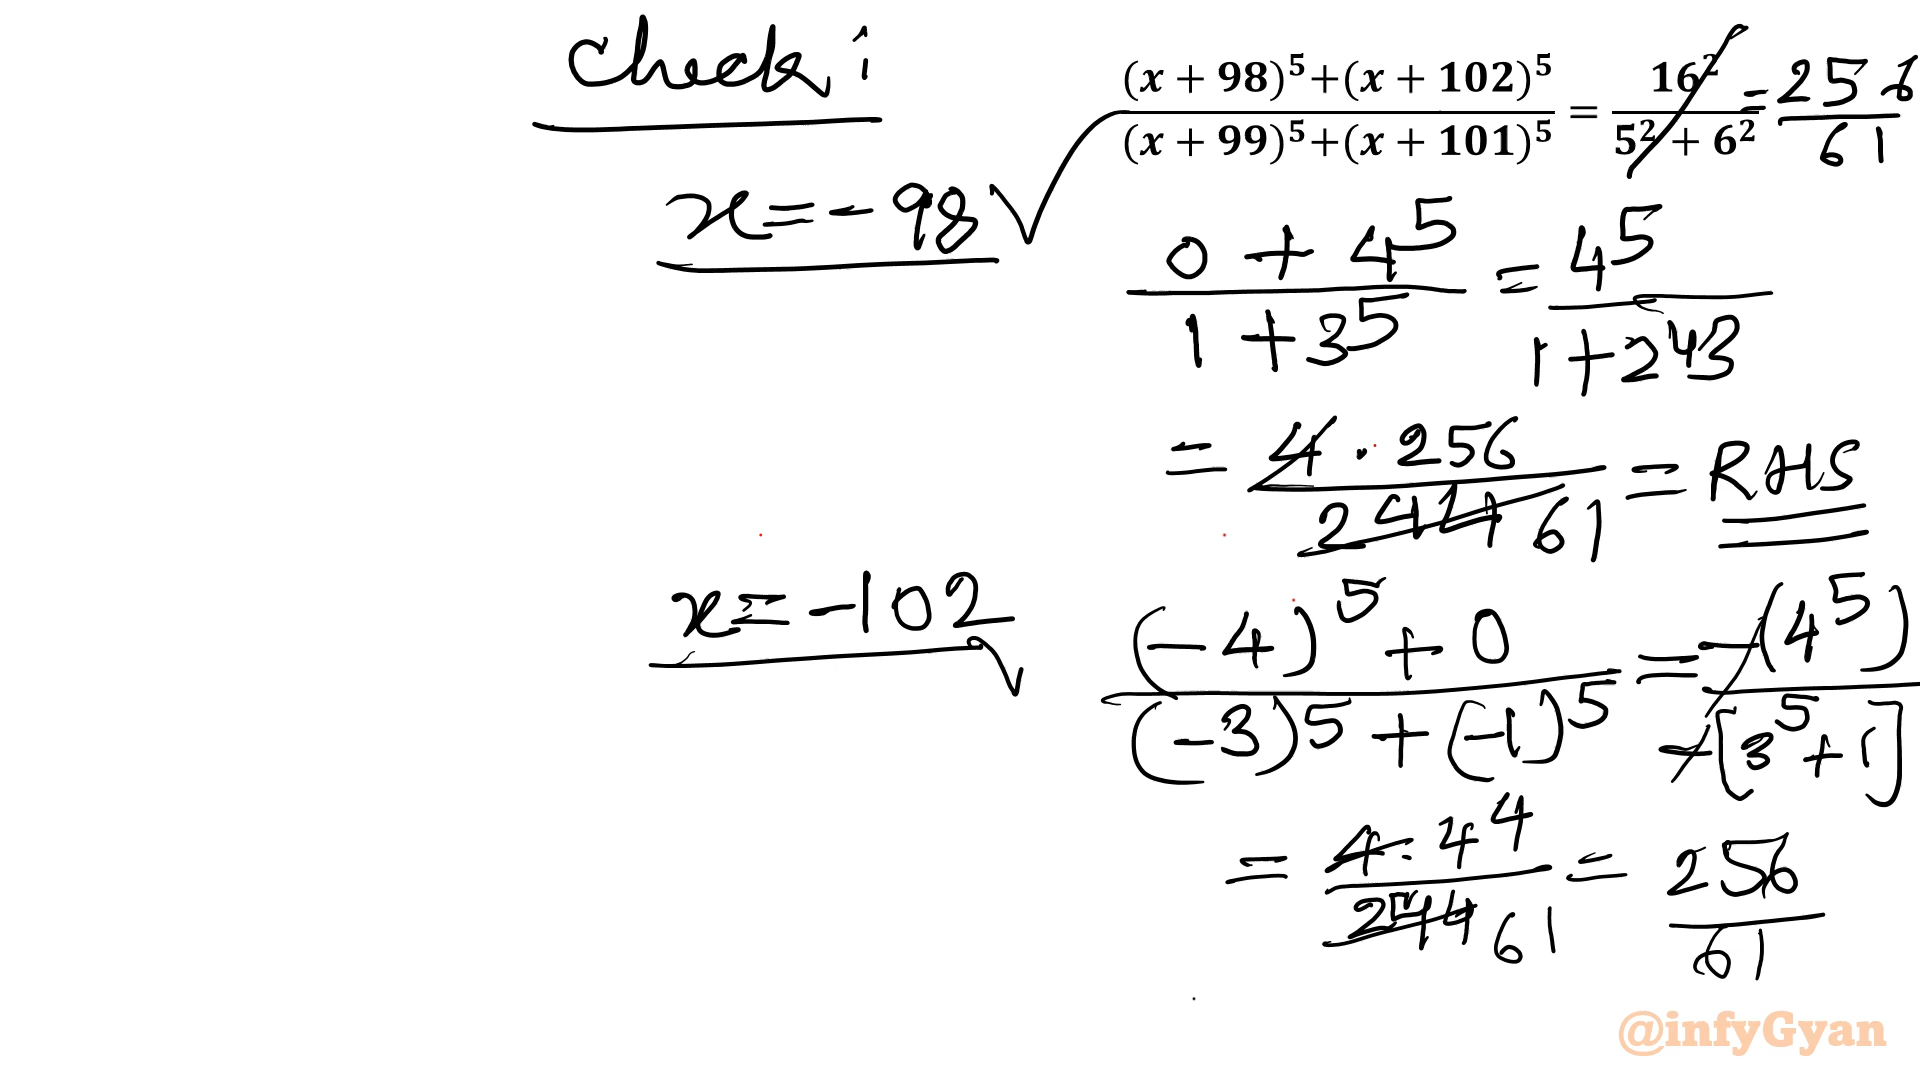 Check :
(x + 98)⁵+(x + 102)⁵ / (x + 99)⁵+(x + 101)⁵ = 16² / 5² + 6² = 256 / 61
x = -98 √
0 + 4⁵ / 1 + 3⁵ = 4⁵ / 1 + 243
= 4 · 256 / 244 61 = RHS
x = -102 √
(-4)⁵ + 0 / (-3)⁵ + (-1)⁵ = -(4⁵) / -[3⁵ + 1]
= 4 · 4⁴ / 244 61 = 256 / 61
@infyGyan